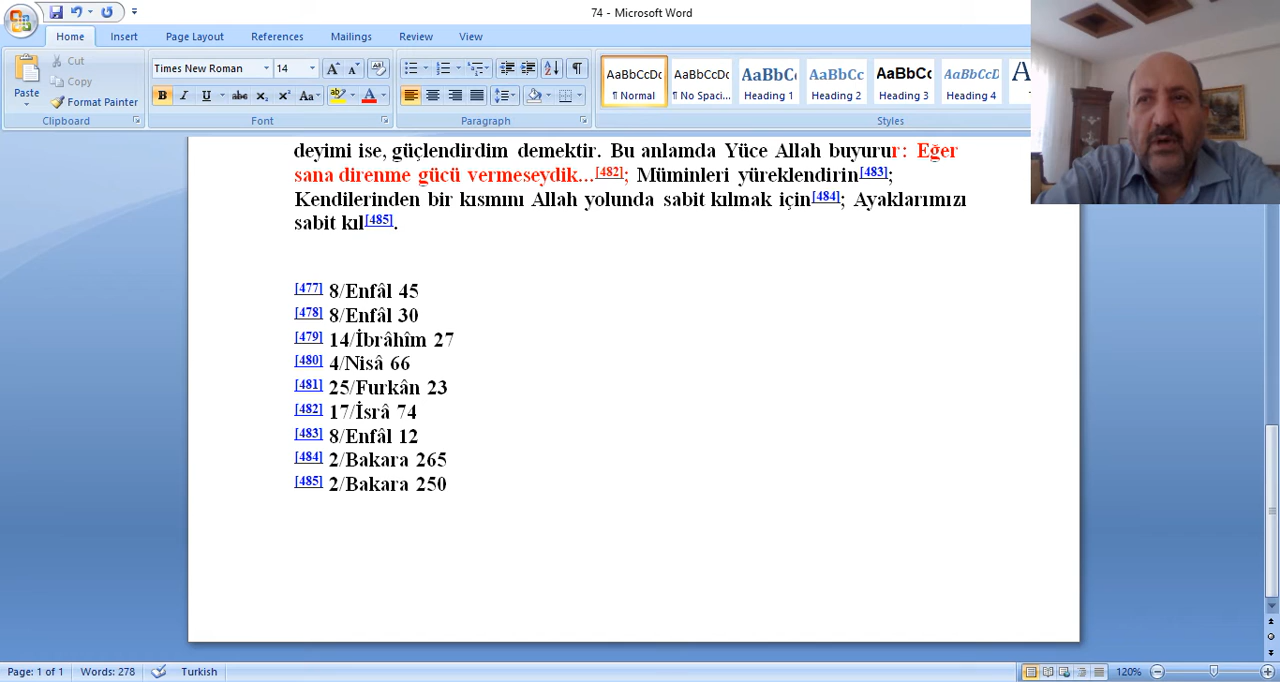 74 - Microsoft Word
Home Insert Page Layout References Mailings Review View
Paste
Cut
Copy
Format Painter
Clipboard
Times New Roman 14
Font
Paragraph
AaBbCcDc AaBbCcDc AaBbCc AaBbCc AaBbCc AaBbCcD A
¶ Normal ¶ No Spaci... Heading 1 Heading 2 Heading 3 Heading 4
Styles
deyimi ise, güçlendirdim demektir. Bu anlamda Yüce Allah buyurur: Eğer
sana direnme gücü vermeseydik...[482]; Müminleri yüreklendirin[483];
Kendilerinden bir kısmını Allah yolunda sabit kılmak için[484]; Ayaklarımızı
sabit kıl[485].
[477] 8/Enfâl 45
[478] 8/Enfâl 30
[479] 14/İbrâhîm 27
[480] 4/Nisâ 66
[481] 25/Furkân 23
[482] 17/İsrâ 74
[483] 8/Enfâl 12
[484] 2/Bakara 265
[485] 2/Bakara 250
Page: 1 of 1 Words: 278 Turkish 120%